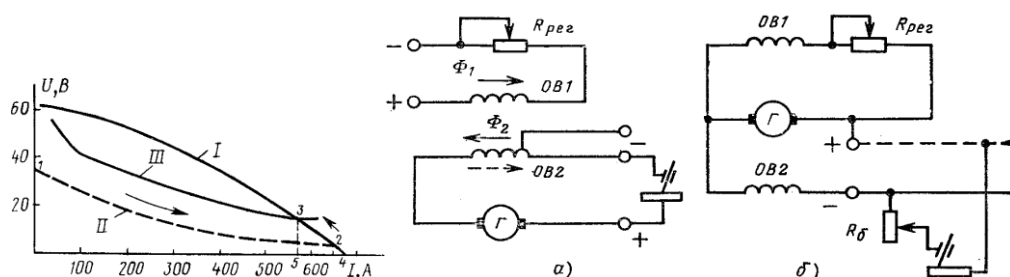 U,В
60
40
20
I
III
II
1
3
2
5
4
100
200
300
400
500
600
I,А
−
Rрег
Ф1
+
ОВ1
Ф2
−
ОВ2
Г
+
а)
ОВ1
Rрег
Г
+
ОВ2
−
Rб
б)